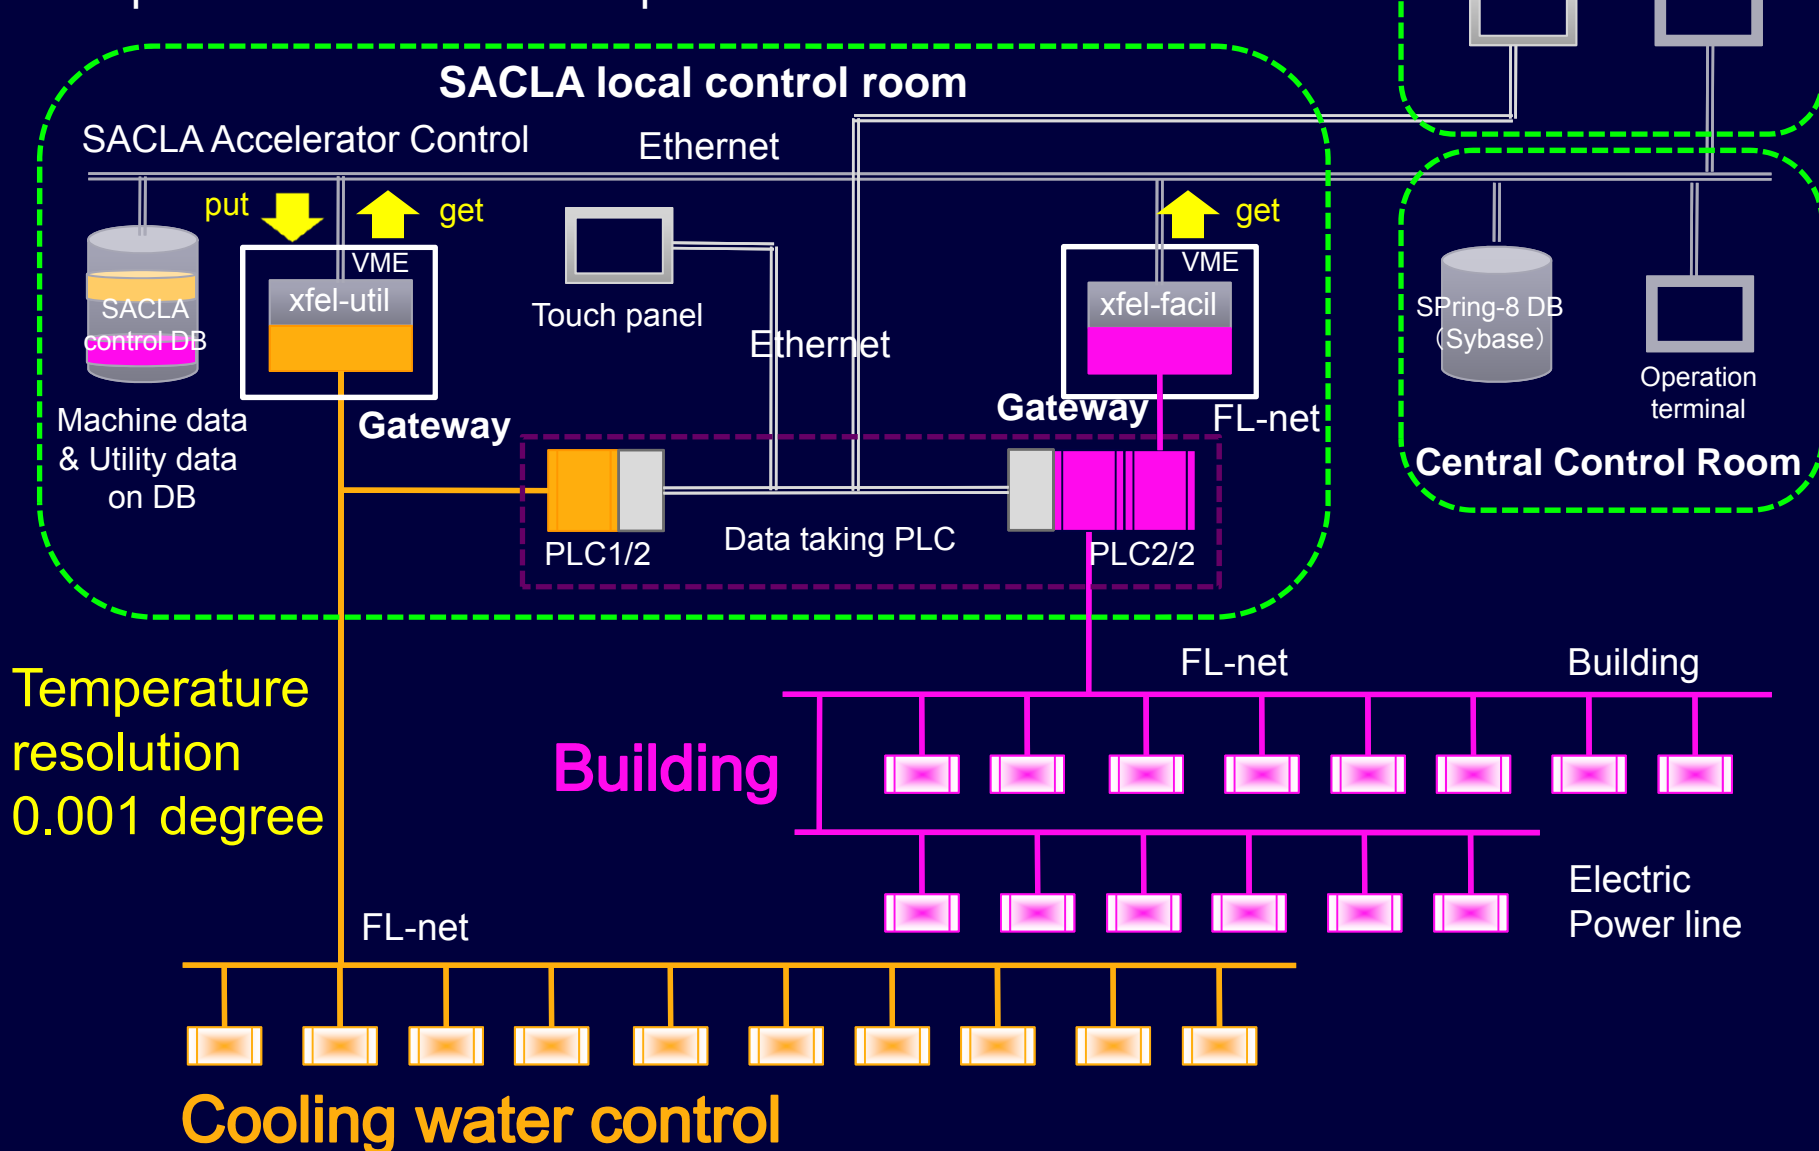 SACLA local control room
SACLA Accelerator Control
Ethernet
put
get
get
VME
VME
xfel-util
xfel-facil
SACLA
control DB
Touch panel
Ethernet
SPring-8 DB
（Sybase）
Operation
terminal
Machine data
& Utility data
on DB
Gateway
Gateway
FL-net
Central Control Room
PLC1/2
Data taking PLC
PLC2/2
Temperature
resolution
0.001 degree
FL-net
Building
Building
Electric
Power line
FL-net
Cooling water control